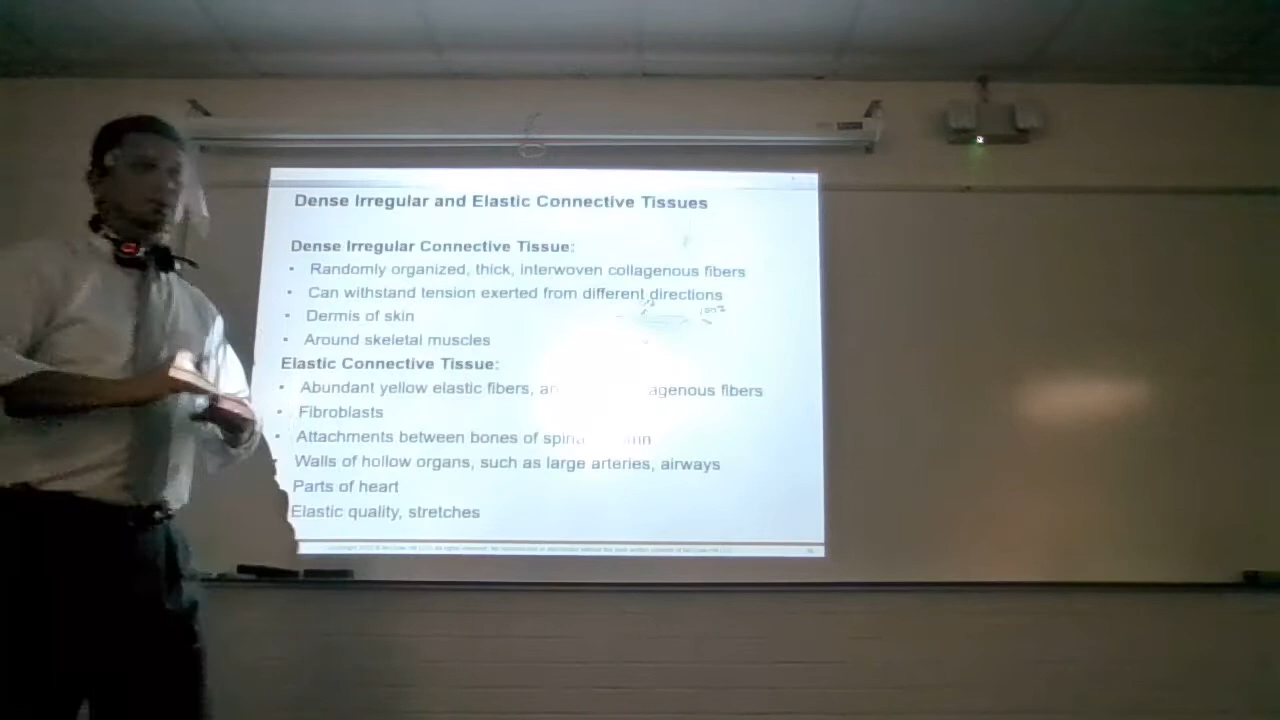 Dense Irregular and Elastic Connective Tissues
Dense Irregular Connective Tissue:
• Randomly organized, thick, interwoven collagenous fibers
• Can withstand tension exerted from different directions
• Dermis of skin
• Around skeletal muscles
Elastic Connective Tissue:
• Abundant yellow elastic fibers, an agenous fibers
• Fibroblasts
• Attachments between bones of spina mn
Walls of hollow organs, such as large arteries, airways
Parts of heart
Elastic quality, stretches